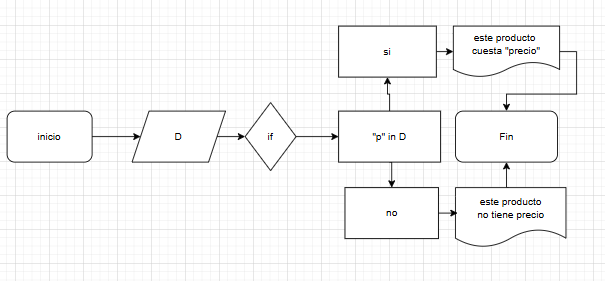 inicio
D
if
"p" in D
si
este producto
cuesta "precio"
no
este producto
no tiene precio
Fin